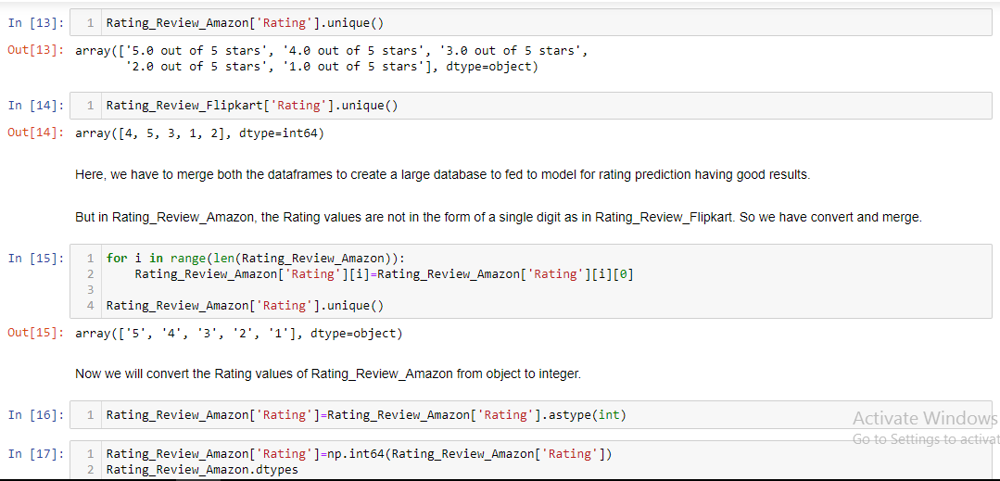 In [13]: 1 Rating_Review_Amazon['Rating'].unique()
Out[13]: array(['5.0 out of 5 stars', '4.0 out of 5 stars', '3.0 out of 5 stars',
'2.0 out of 5 stars', '1.0 out of 5 stars'], dtype=object)
In [14]: 1 Rating_Review_Flipkart['Rating'].unique()
Out[14]: array([4, 5, 3, 1, 2], dtype=int64)
Here, we have to merge both the dataframes to create a large database to fed to model for rating prediction having good results.
But in Rating_Review_Amazon, the Rating values are not in the form of a single digit as in Rating_Review_Flipkart. So we have convert and merge.
In [15]: 1 for i in range(len(Rating_Review_Amazon)):
2 Rating_Review_Amazon['Rating'][i]=Rating_Review_Amazon['Rating'][i][0]
3
4 Rating_Review_Amazon['Rating'].unique()
Out[15]: array(['5', '4', '3', '2', '1'], dtype=object)
Now we will convert the Rating values of Rating_Review_Amazon from object to integer.
In [16]: 1 Rating_Review_Amazon['Rating']=Rating_Review_Amazon['Rating'].astype(int)
Activate Windows
Go to Settings to activat
In [17]: 1 Rating_Review_Amazon['Rating']=np.int64(Rating_Review_Amazon['Rating'])
2 Rating_Review_Amazon.dtypes